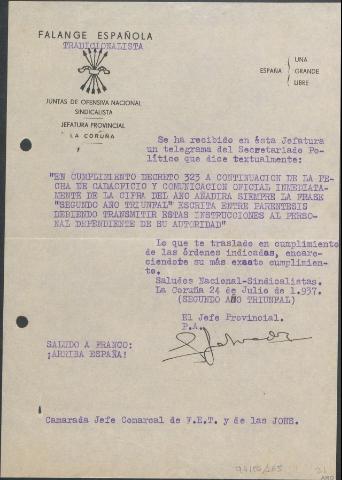 FALANGE ESPAÑOLA
TRADICIONALISTA
ESPAÑA
UNA
GRANDE
LIBRE
JUNTAS DE OFENSIVA NACIONAL
SINDICALISTA
JEFATURA PROVINCIAL
LA CORUÑA
Se ha recibido en ésta Jefatura
un telegrama del Secretariado Po-
lítico que dice textualmente:
"EN CUMPLIMIENTO DECRETO 323 A CONTINUACION DE LA FE
CHA DE CADAOFICIO Y COMUNICACION OFICIAL INMEDIATA-
MENTE DE LA CIFRA DEL AÑO AÑADIRA SIEMPRE LA FRASE
"SEGUNDO AÑO TRIUNFAL" ESCRITA ENTRE PARENTESIS
DEBIENDO TRANSMITIR ESTAS INSTRUCCIONES AL PERSO-
NAL DEPENDIENTE DE SU AUTORIDAD"
Lo que te traslado en cumplimiento
de las órdenes indicadas, encare-
ciendote su más exacto cumplimien-
to.
Saludos Nacional-Sindicalistas.
La Coruña 24 de Julio de 1.937.
(SEGUNDO AÑO TRIUNFAL)
El Jefe Provincial.
P.A.
SALUDO A FRANCO:
¡ARRIBA ESPAÑA!
Camarada Jefe Comarcal de F.E.T. y de las JONS.